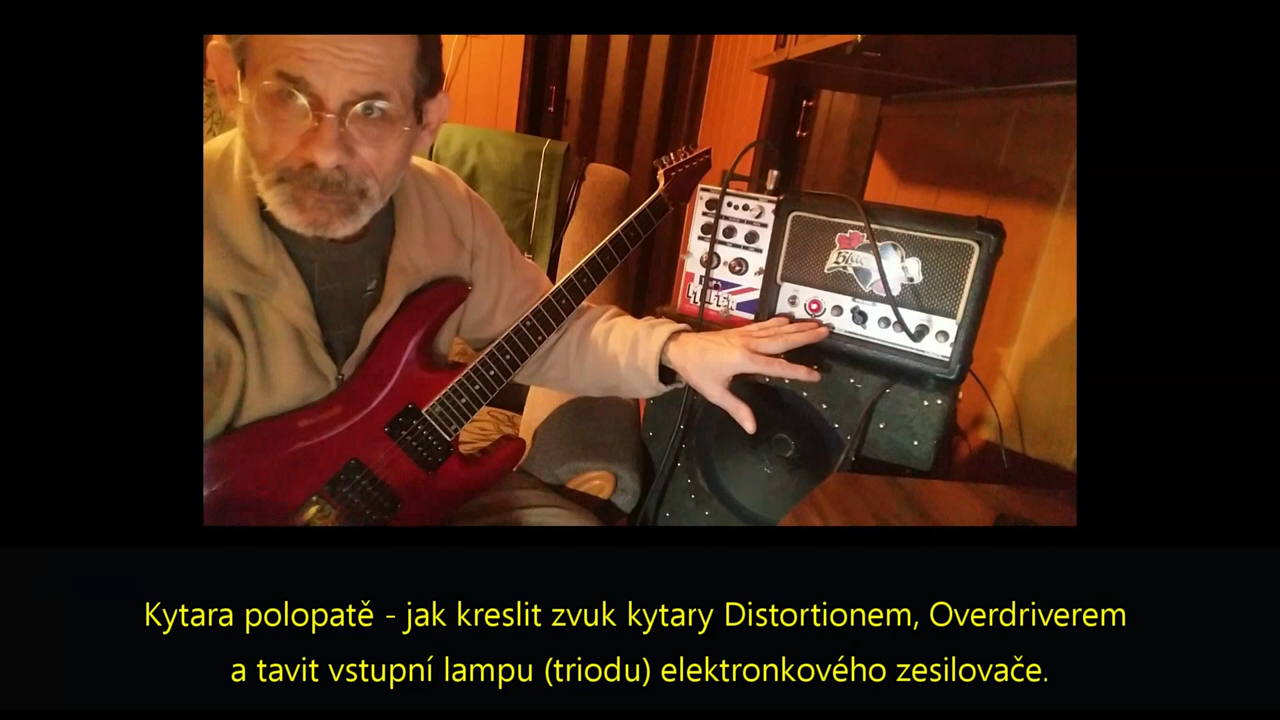 Kytara polopatě - jak kreslit zvuk kytary Distortionem, Overdriverem
a tavit vstupní lampu (triodu) elektronkového zesilovače.